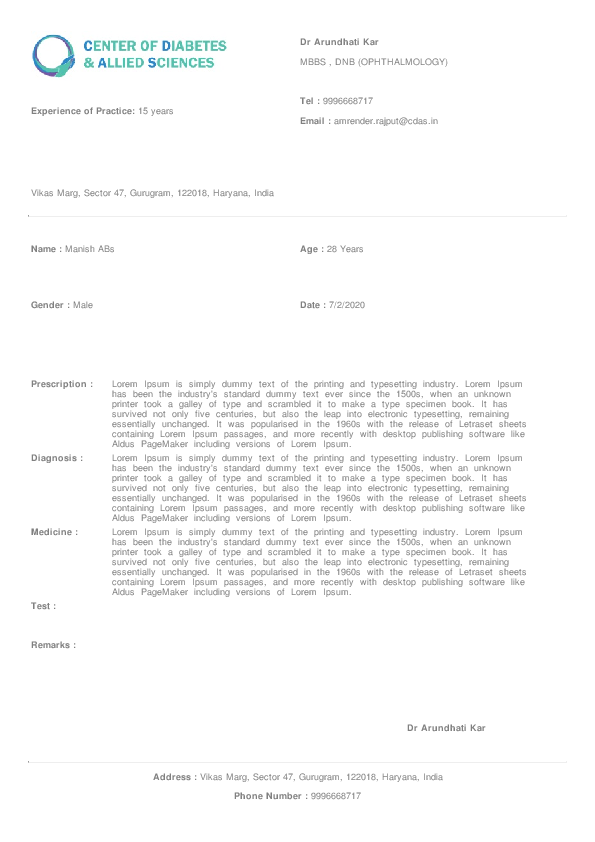 CENTER OF DIABETES
& ALLIED SCIENCES
Dr Arundhati Kar
MBBS , DNB (OPHTHALMOLOGY)
Tel : 9996668717
Experience of Practice: 15 years
Email : amrender.rajput@cdas.in
Vikas Marg, Sector 47, Gurugram, 122018, Haryana, India
Name : Manish ABs
Age : 28 Years
Gender : Male
Date : 7/2/2020
Prescription : Lorem Ipsum is simply dummy text of the printing and typesetting industry. Lorem Ipsum
has been the industry's standard dummy text ever since the 1500s, when an unknown
printer took a galley of type and scrambled it to make a type specimen book. It has
survived not only five centuries, but also the leap into electronic typesetting, remaining
essentially unchanged. It was popularised in the 1960s with the release of Letraset sheets
containing Lorem Ipsum passages, and more recently with desktop publishing software like
Aldus PageMaker including versions of Lorem Ipsum.
Diagnosis : Lorem Ipsum is simply dummy text of the printing and typesetting industry. Lorem Ipsum
has been the industry's standard dummy text ever since the 1500s, when an unknown
printer took a galley of type and scrambled it to make a type specimen book. It has
survived not only five centuries, but also the leap into electronic typesetting, remaining
essentially unchanged. It was popularised in the 1960s with the release of Letraset sheets
containing Lorem Ipsum passages, and more recently with desktop publishing software like
Aldus PageMaker including versions of Lorem Ipsum.
Medicine : Lorem Ipsum is simply dummy text of the printing and typesetting industry. Lorem Ipsum
has been the industry's standard dummy text ever since the 1500s, when an unknown
printer took a galley of type and scrambled it to make a type specimen book. It has
survived not only five centuries, but also the leap into electronic typesetting, remaining
essentially unchanged. It was popularised in the 1960s with the release of Letraset sheets
containing Lorem Ipsum passages, and more recently with desktop publishing software like
Aldus PageMaker including versions of Lorem Ipsum.
Test :
Remarks :
Dr Arundhati Kar
Address : Vikas Marg, Sector 47, Gurugram, 122018, Haryana, India
Phone Number : 9996668717